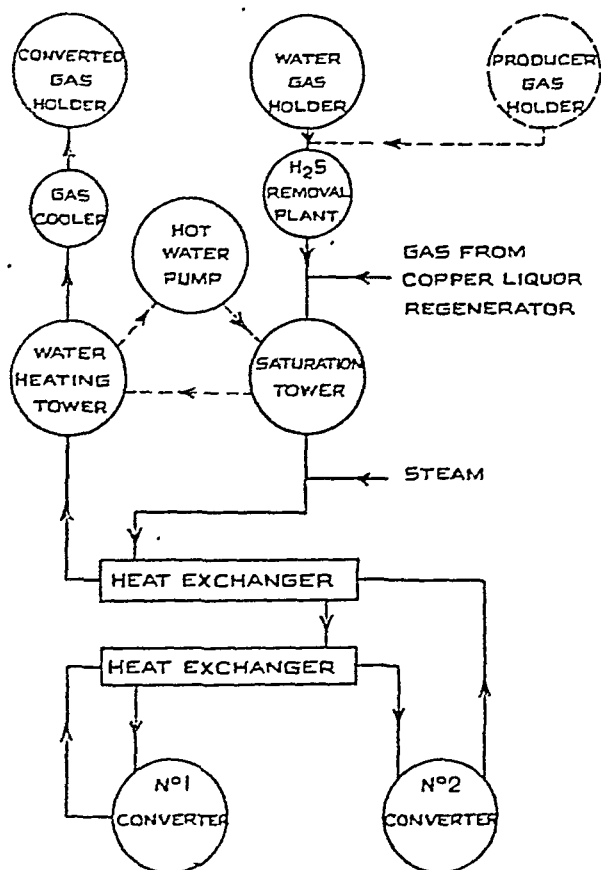 CONVERTED
GAS
HOLDER
WATER
GAS
HOLDER
PRODUCER
GAS
HOLDER
H2S
REMOVAL
PLANT
GAS
COOLER
HOT
WATER
PUMP
GAS FROM
COPPER LIQUOR
REGENERATOR
WATER
HEATING
TOWER
SATURATION
TOWER
STEAM
HEAT EXCHANGER
HEAT EXCHANGER
Nº1
CONVERTER
Nº2
CONVERTER